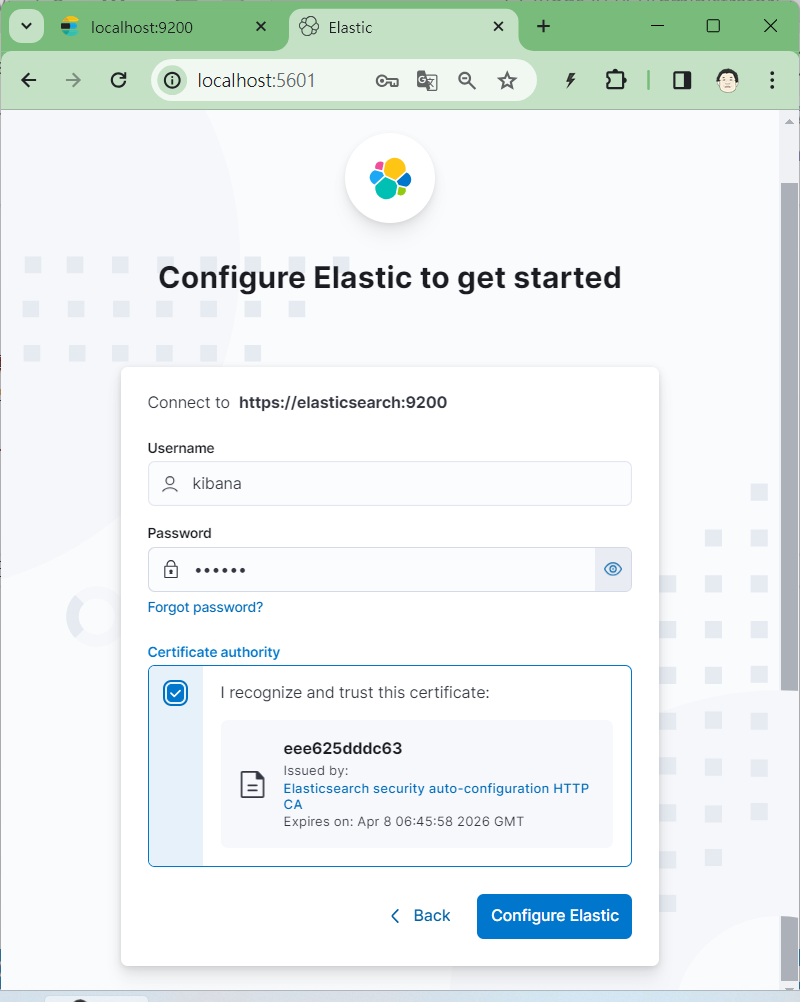 localhost:9200
Elastic
localhost:5601
Configure Elastic to get started
Connect to https://elasticsearch:9200
Username
kibana
Password
••••••
Forgot password?
Certificate authority
I recognize and trust this certificate:
eee625dddc63
Issued by:
Elasticsearch security auto-configuration HTTP
CA
Expires on: Apr 8 06:45:58 2026 GMT
Back
Configure Elastic